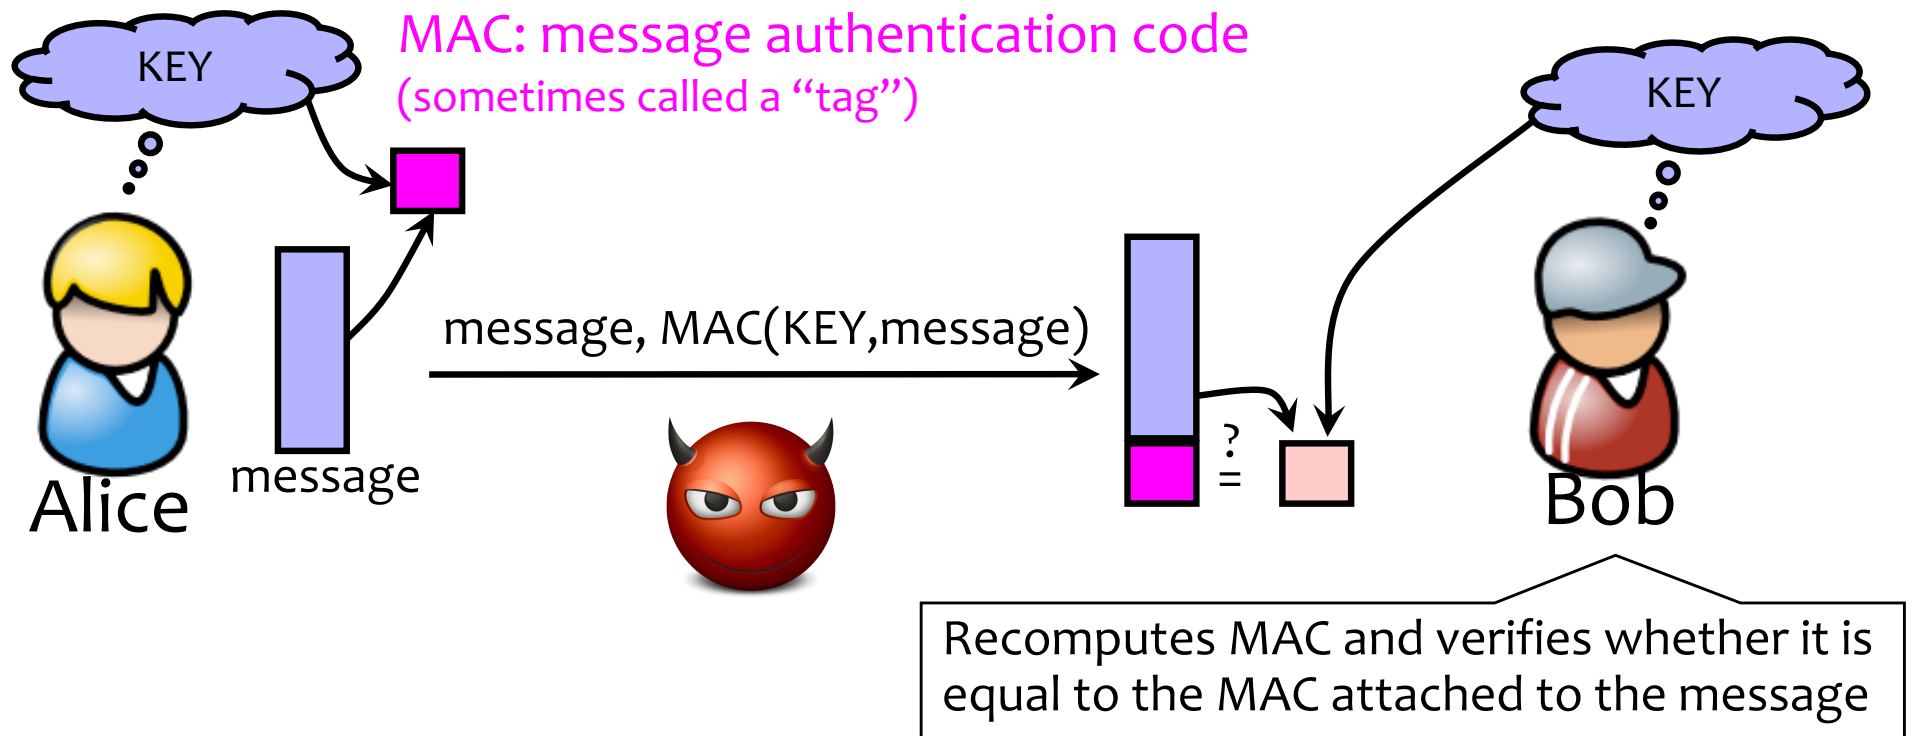 KEY
MAC: message authentication code
(sometimes called a “tag”)
KEY
message, MAC(KEY,message)
?
=
message
Alice
Bob
Recomputes MAC and verifies whether it is
equal to the MAC attached to the message